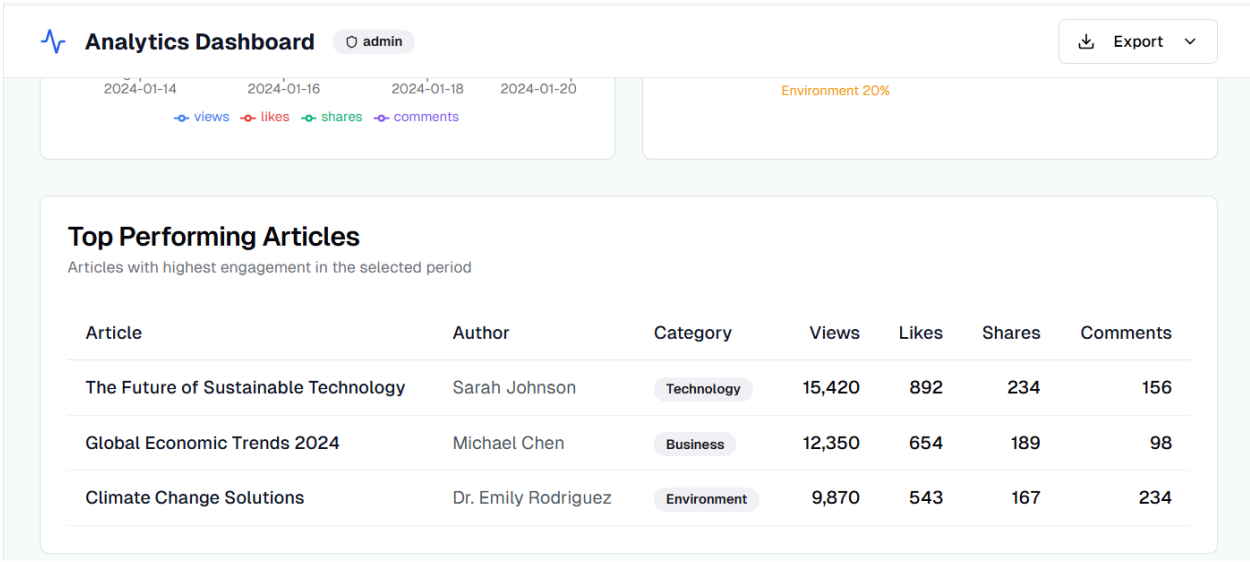 Analytics Dashboard admin Export
2024-01-14 2024-01-16 2024-01-18 2024-01-20
views likes shares comments
Environment 20%
Top Performing Articles
Articles with highest engagement in the selected period
Article Author Category Views Likes Shares Comments
The Future of Sustainable Technology Sarah Johnson Technology 15,420 892 234 156
Global Economic Trends 2024 Michael Chen Business 12,350 654 189 98
Climate Change Solutions Dr. Emily Rodriguez Environment 9,870 543 167 234